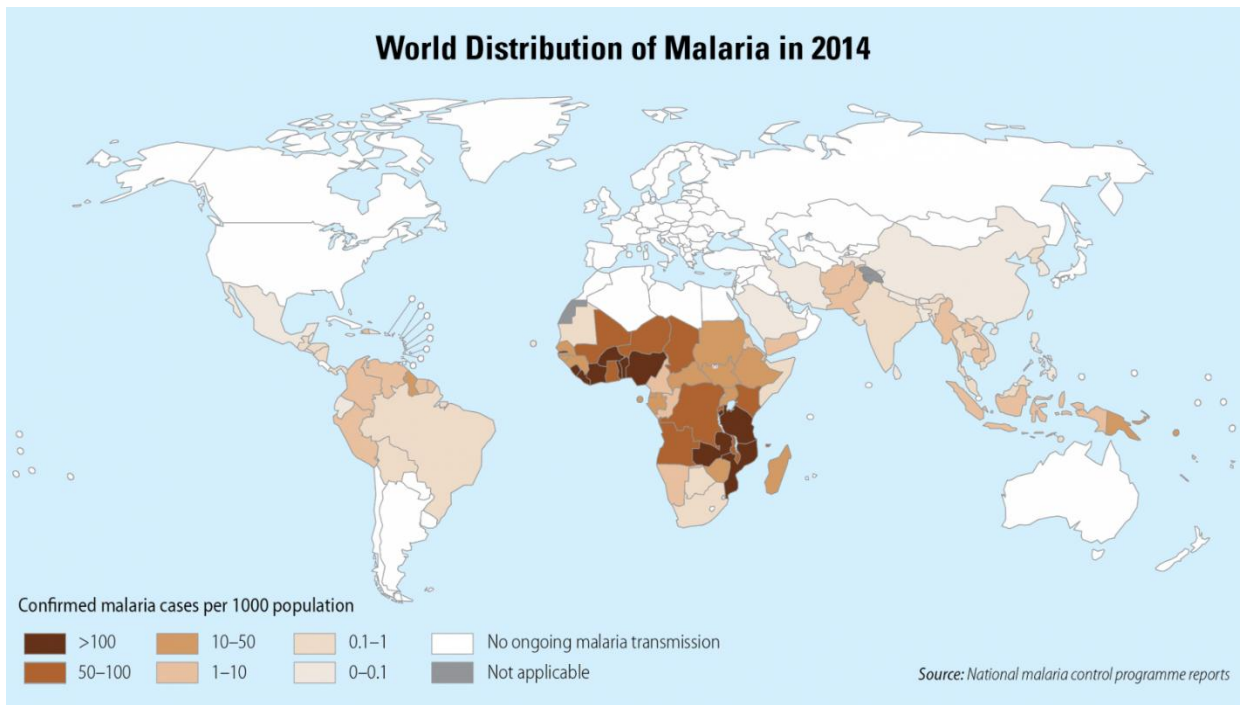 World Distribution of Malaria in 2014
Confirmed malaria cases per 1000 population
>100
50–100
10–50
1–10
0.1–1
0–0.1
No ongoing malaria transmission
Not applicable
Source: National malaria control programme reports